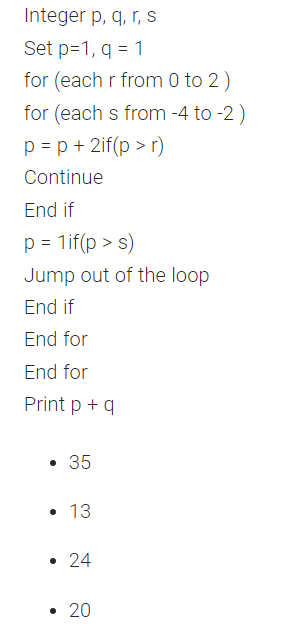 Integer p, q, r, s
Set p=1, q = 1
for (each r from 0 to 2 )
for (each s from -4 to -2 )
p = p + 2if(p > r)
Continue
End if
p = 1if(p > s)
Jump out of the loop
End if
End for
End for
Print p + q
• 35
• 13
• 24
• 20